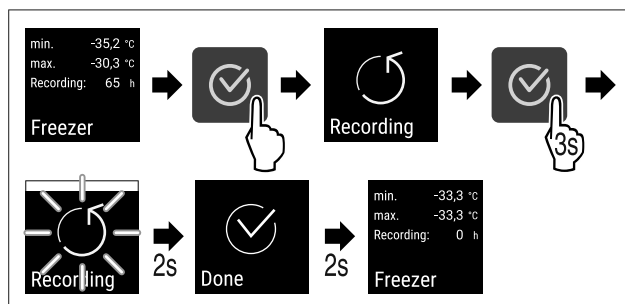 min. -35,2 °C
max. -30,3 °C
Recording: 65 h
Freezer
Recording
3s
Recording
2s
Done
2s
min. -33,3 °C
max. -33,3 °C
Recording: 0 h
Freezer